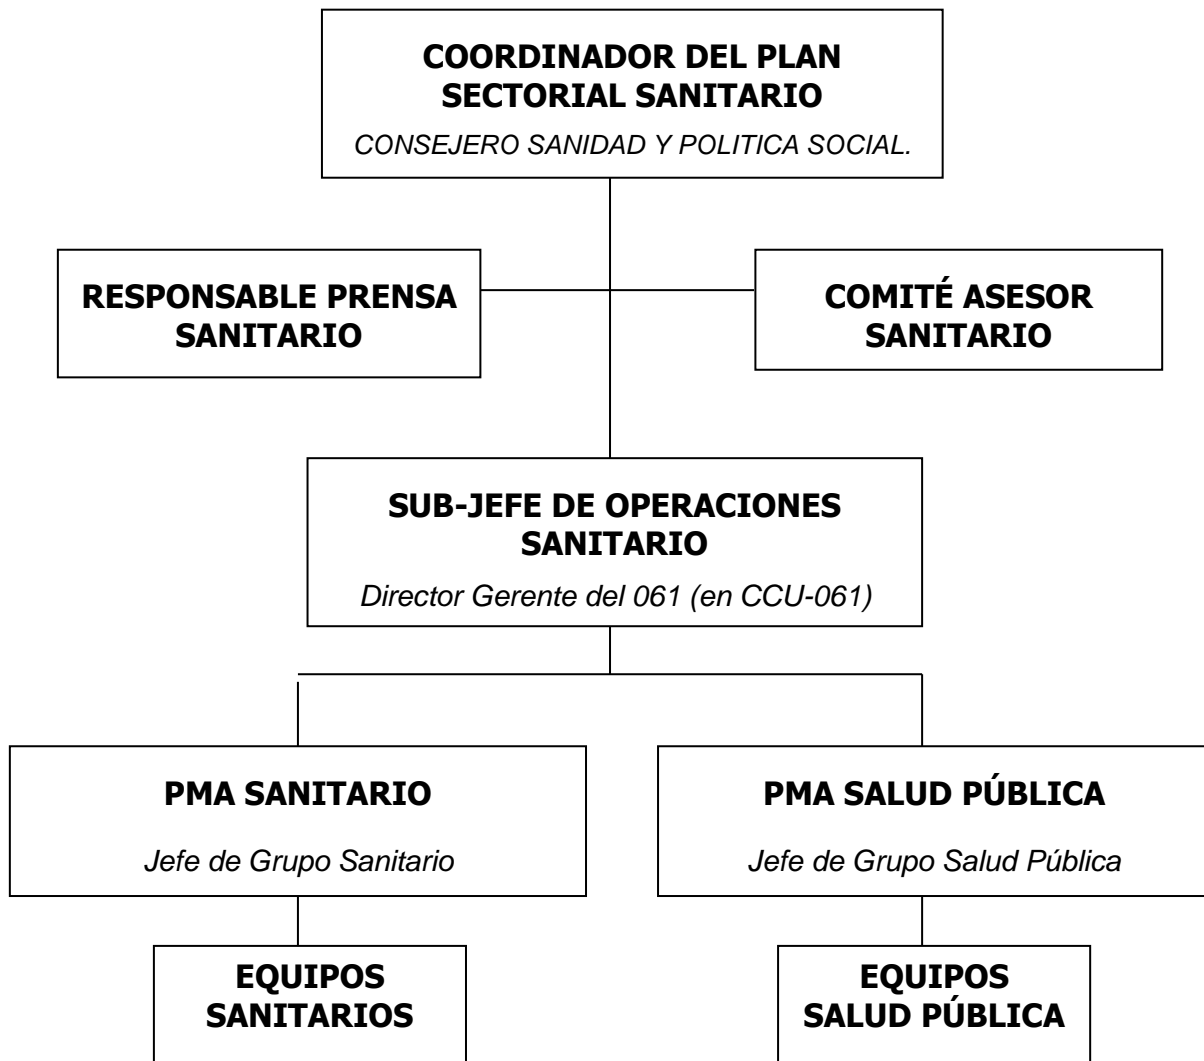 COORDINADOR DEL PLAN
SECTORIAL SANITARIO
CONSEJERO SANIDAD Y POLITICA SOCIAL.
RESPONSABLE PRENSA
SANITARIO
COMITÉ ASESOR
SANITARIO
SUB-JEFE DE OPERACIONES
SANITARIO
Director Gerente del 061 (en CCU-061)
PMA SANITARIO
Jefe de Grupo Sanitario
PMA SALUD PÚBLICA
Jefe de Grupo Salud Pública
EQUIPOS
SANITARIOS
EQUIPOS
SALUD PÚBLICA